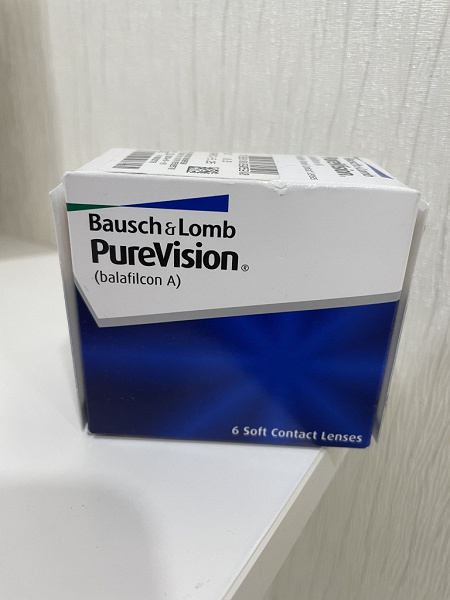 Bausch & Lomb
PureVision®
(balafilcon A)
6 Soft Contact Lenses